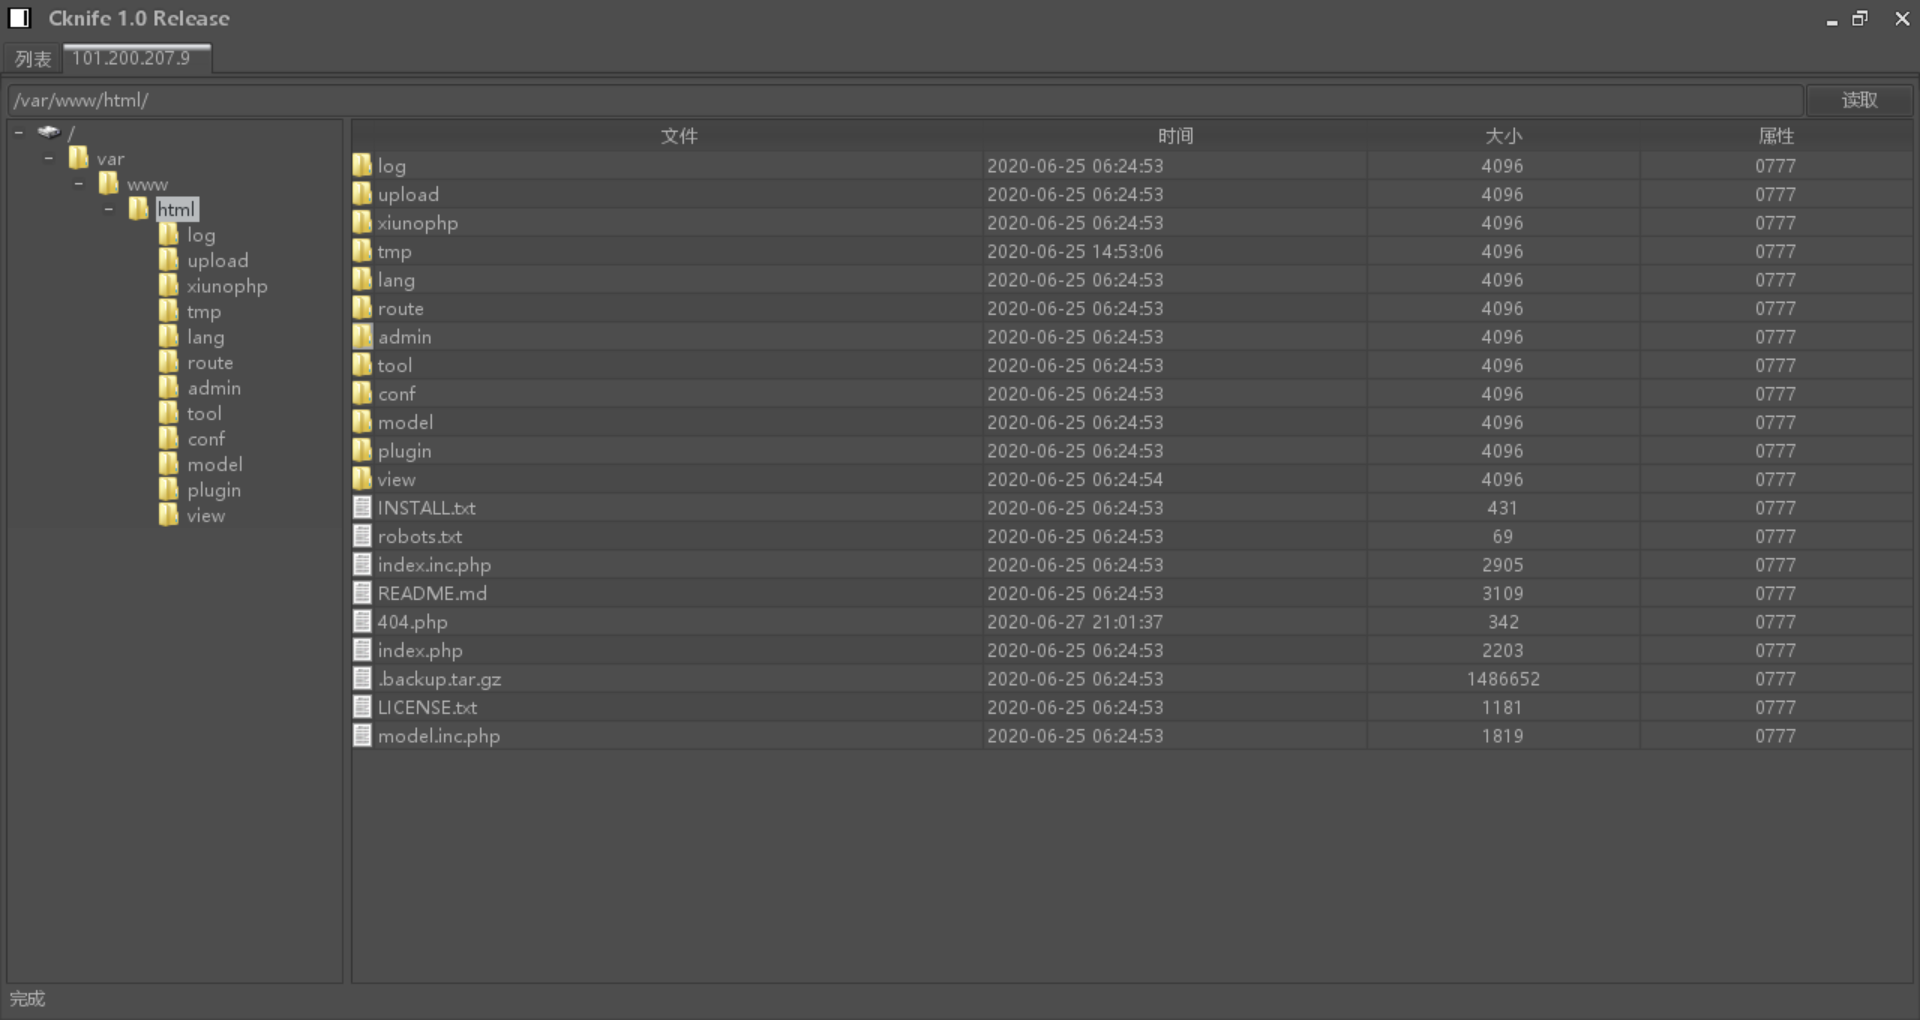 Cknife 1.0 Release
列表 101.200.207.9
/var/www/html/ 读取
/
var
www
html
log
upload
xiunophp
tmp
lang
route
admin
tool
conf
model
plugin
view
文件 时间 大小 属性
log 2020-06-25 06:24:53 4096 0777
upload 2020-06-25 06:24:53 4096 0777
xiunophp 2020-06-25 06:24:53 4096 0777
tmp 2020-06-25 14:53:06 4096 0777
lang 2020-06-25 06:24:53 4096 0777
route 2020-06-25 06:24:53 4096 0777
admin 2020-06-25 06:24:53 4096 0777
tool 2020-06-25 06:24:53 4096 0777
conf 2020-06-25 06:24:53 4096 0777
model 2020-06-25 06:24:53 4096 0777
plugin 2020-06-25 06:24:53 4096 0777
view 2020-06-25 06:24:54 4096 0777
INSTALL.txt 2020-06-25 06:24:53 431 0777
robots.txt 2020-06-25 06:24:53 69 0777
index.inc.php 2020-06-25 06:24:53 2905 0777
README.md 2020-06-25 06:24:53 3109 0777
404.php 2020-06-27 21:01:37 342 0777
index.php 2020-06-25 06:24:53 2203 0777
.backup.tar.gz 2020-06-25 06:24:53 1486652 0777
LICENSE.txt 2020-06-25 06:24:53 1181 0777
model.inc.php 2020-06-25 06:24:53 1819 0777
完成